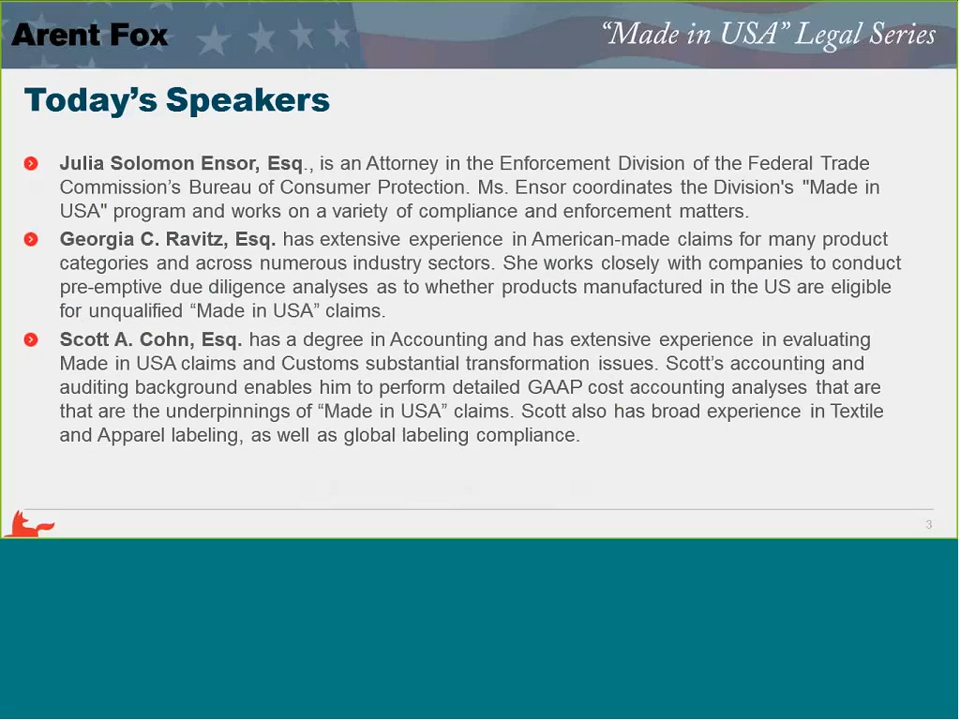 Arent Fox
“Made in USA” Legal Series
Today’s Speakers
Julia Solomon Ensor, Esq., is an Attorney in the Enforcement Division of the Federal Trade
Commission’s Bureau of Consumer Protection. Ms. Ensor coordinates the Division's "Made in
USA" program and works on a variety of compliance and enforcement matters.
Georgia C. Ravitz, Esq. has extensive experience in American-made claims for many product
categories and across numerous industry sectors. She works closely with companies to conduct
pre-emptive due diligence analyses as to whether products manufactured in the US are eligible
for unqualified “Made in USA” claims.
Scott A. Cohn, Esq. has a degree in Accounting and has extensive experience in evaluating
Made in USA claims and Customs substantial transformation issues. Scott’s accounting and
auditing background enables him to perform detailed GAAP cost accounting analyses that are
that are the underpinnings of “Made in USA” claims. Scott also has broad experience in Textile
and Apparel labeling, as well as global labeling compliance.
3